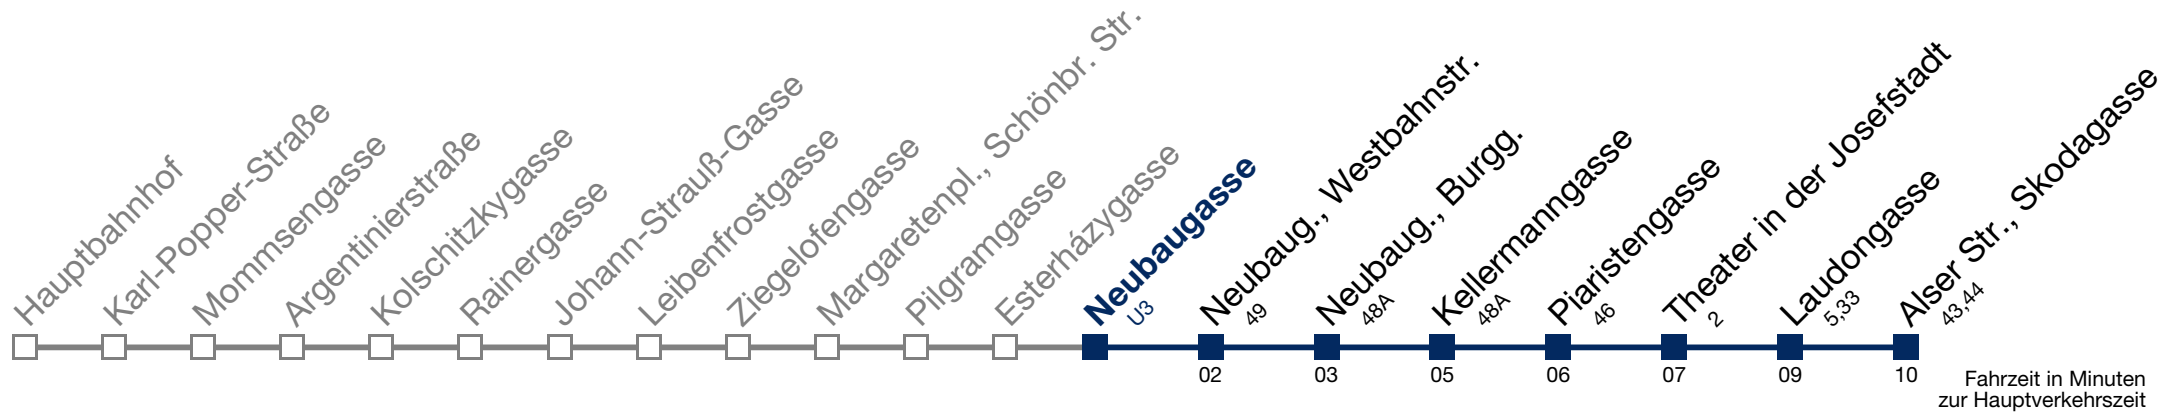 Hauptbahnhof
Karl-Popper-Straße
Mommsengasse
Argentinierstraße
Kolschitzkygasse
Rainergasse
Johann-Strauß-Gasse
Leibenfrostgasse
Ziegelofengasse
Margaretenpl., Schönbr. Str.
Pilgramgasse
Esterházygasse
Neubaugasse
U3
Neubaug., Westbahnstr.
49
Neubaug., Burgg.
48A
Kellermanngasse
48A
Piaristengasse
46
Theater in der Josefstadt
2
Laudongasse
5,33
Alser Str., Skodagasse
43,44
02 03 05 06 07 09 10
Fahrzeit in Minuten
zur Hauptverkehrszeit